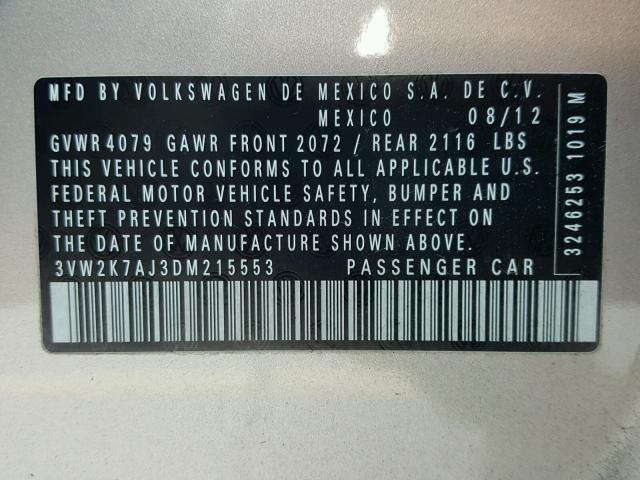 MFD BY VOLKSWAGEN DE MEXICO S.A. DE C.V.
MEXICO 08/12
GVWR 4079 GAWR FRONT 2072 / REAR 2116 LBS
THIS VEHICLE CONFORMS TO ALL APPLICABLE U.S.
FEDERAL MOTOR VEHICLE SAFETY, BUMPER AND
THEFT PREVENTION STANDARDS IN EFFECT ON
THE DATE OF MANUFACTURE SHOWN ABOVE.
3VW2K7AJ3DM215553 PASSENGER CAR
3246253 1019 M